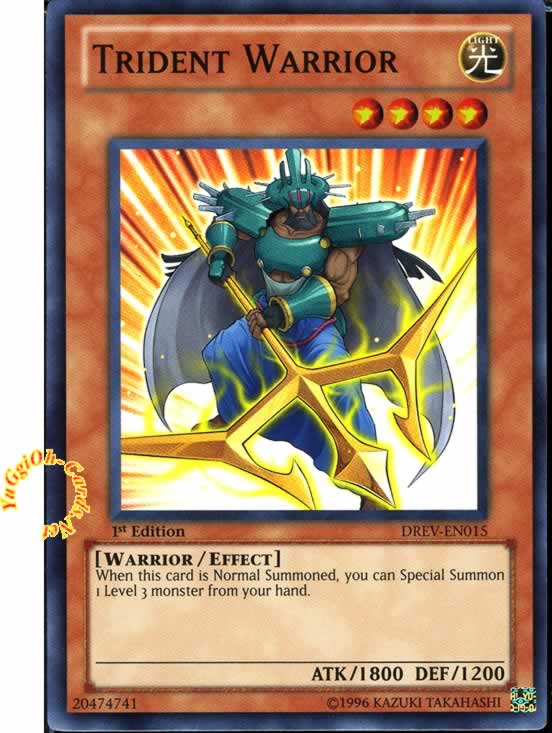 TRIDENT WARRIOR
LIGHT
光
1st Edition
DREV-EN015
[WARRIOR/EFFECT]
When this card is Normal Summoned, you can Special Summon
1 Level 3 monster from your hand.
ATK/1800 DEF/1200
20474741
©1996 KAZUKI TAKAHASHI
YuGgiOh-Cards.Net